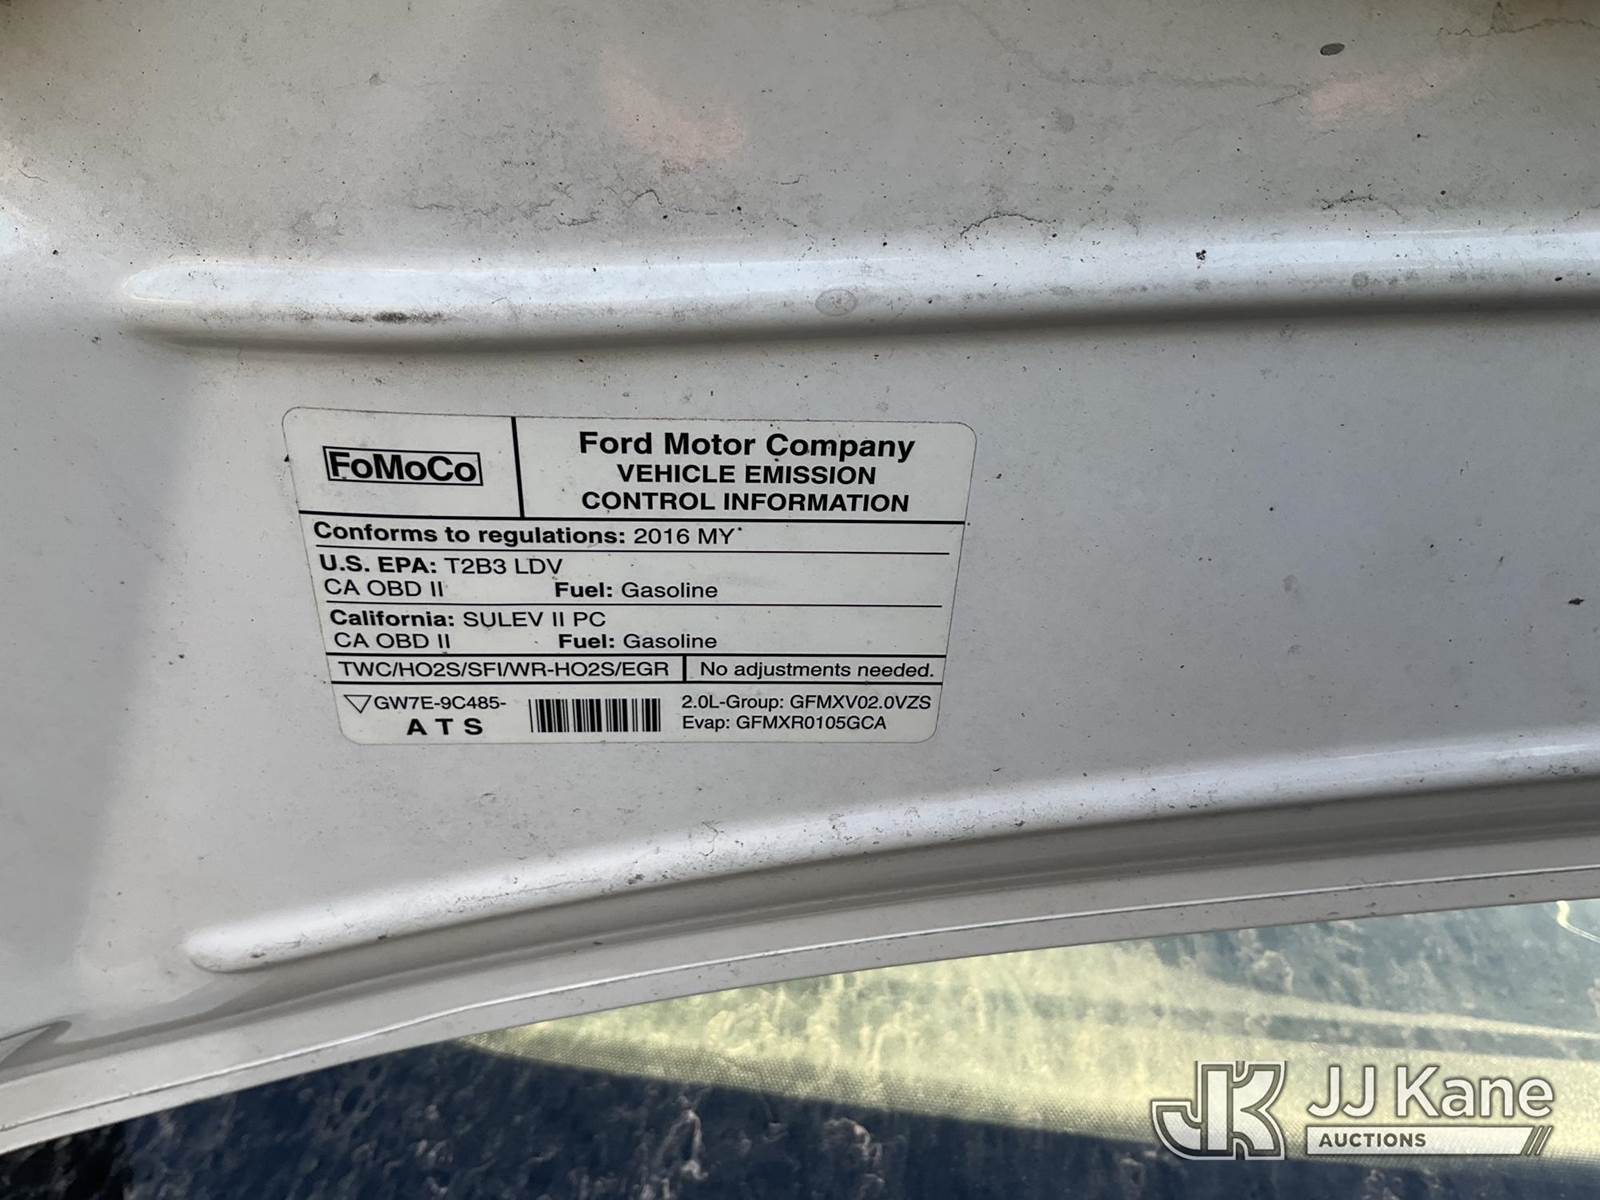 FoMoCo
Ford Motor Company
VEHICLE EMISSION
CONTROL INFORMATION
Conforms to regulations: 2016 MY*
U.S. EPA: T2B3 LDV
CA OBD II Fuel: Gasoline
California: SULEV II PC
CA OBD II Fuel: Gasoline
TWC/HO2S/SFI/WR-HO2S/EGR No adjustments needed.
GW7E-9C485-
A T S
2.0L-Group: GFMXV02.0VZS
Evap: GFMXR0105GCA
JK JJ Kane
AUCTIONS